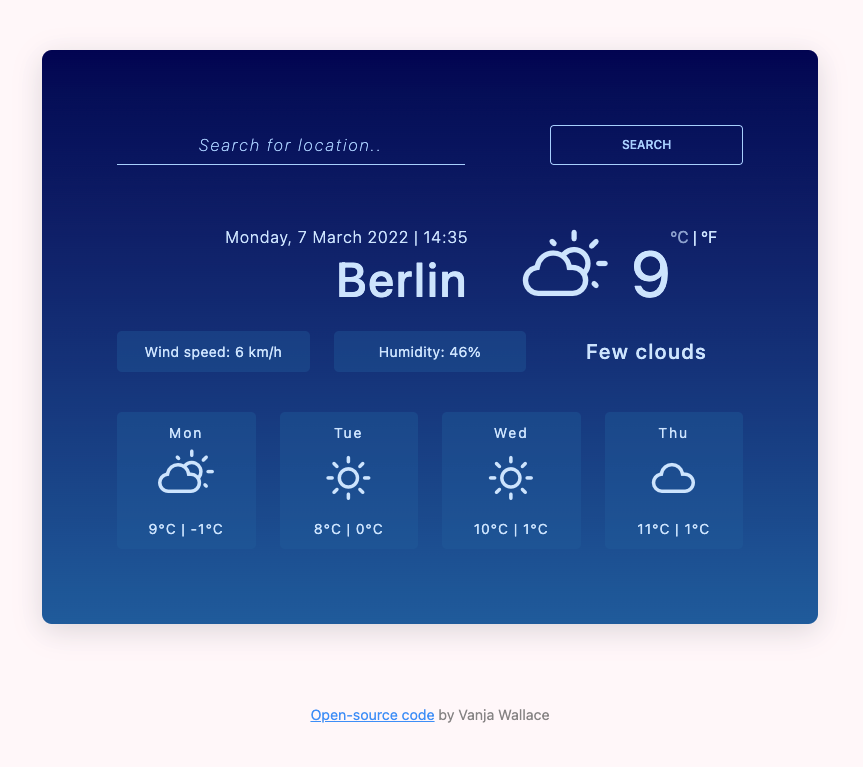 Search for location..
SEARCH
Monday, 7 March 2022 | 14:35
Berlin
9 °C | °F
Wind speed: 6 km/h
Humidity: 46%
Few clouds
Mon
9°C | -1°C
Tue
8°C | 0°C
Wed
10°C | 1°C
Thu
11°C | 1°C
Open-source code by Vanja Wallace